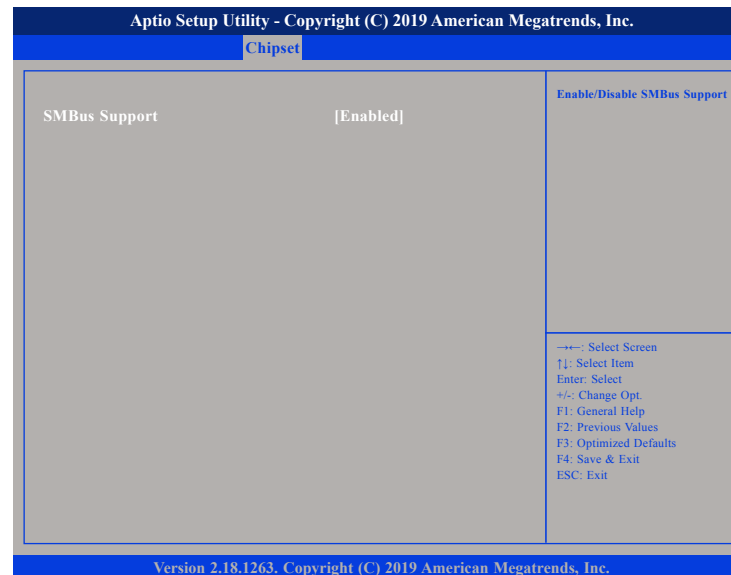 Aptio Setup Utility - Copyright (C) 2019 American Megatrends, Inc.
Chipset
SMBus Support [Enabled]
Enable/Disable SMBus Support
→←: Select Screen
↑↓: Select Item
Enter: Select
+/-: Change Opt.
F1: General Help
F2: Previous Values
F3: Optimized Defaults
F4: Save & Exit
ESC: Exit
Version 2.18.1263. Copyright (C) 2019 American Megatrends, Inc.